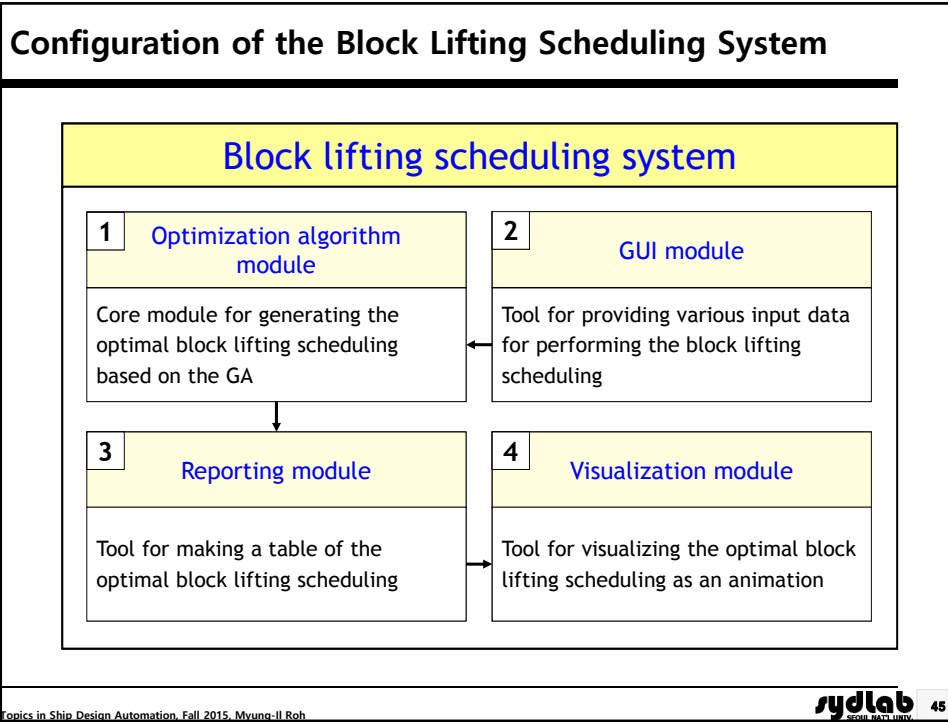 Configuration of the Block Lifting Scheduling System
Block lifting scheduling system
1
Optimization algorithm
module
Core module for generating the
optimal block lifting scheduling
based on the GA
2
GUI module
Tool for providing various input data
for performing the block lifting
scheduling
3
Reporting module
Tool for making a table of the
optimal block lifting scheduling
4
Visualization module
Tool for visualizing the optimal block
lifting scheduling as an animation
Topics in Ship Design Automation, Fall 2015, Myung-Il Roh
sydlab
SEOUL NAT'L UNIV.
45